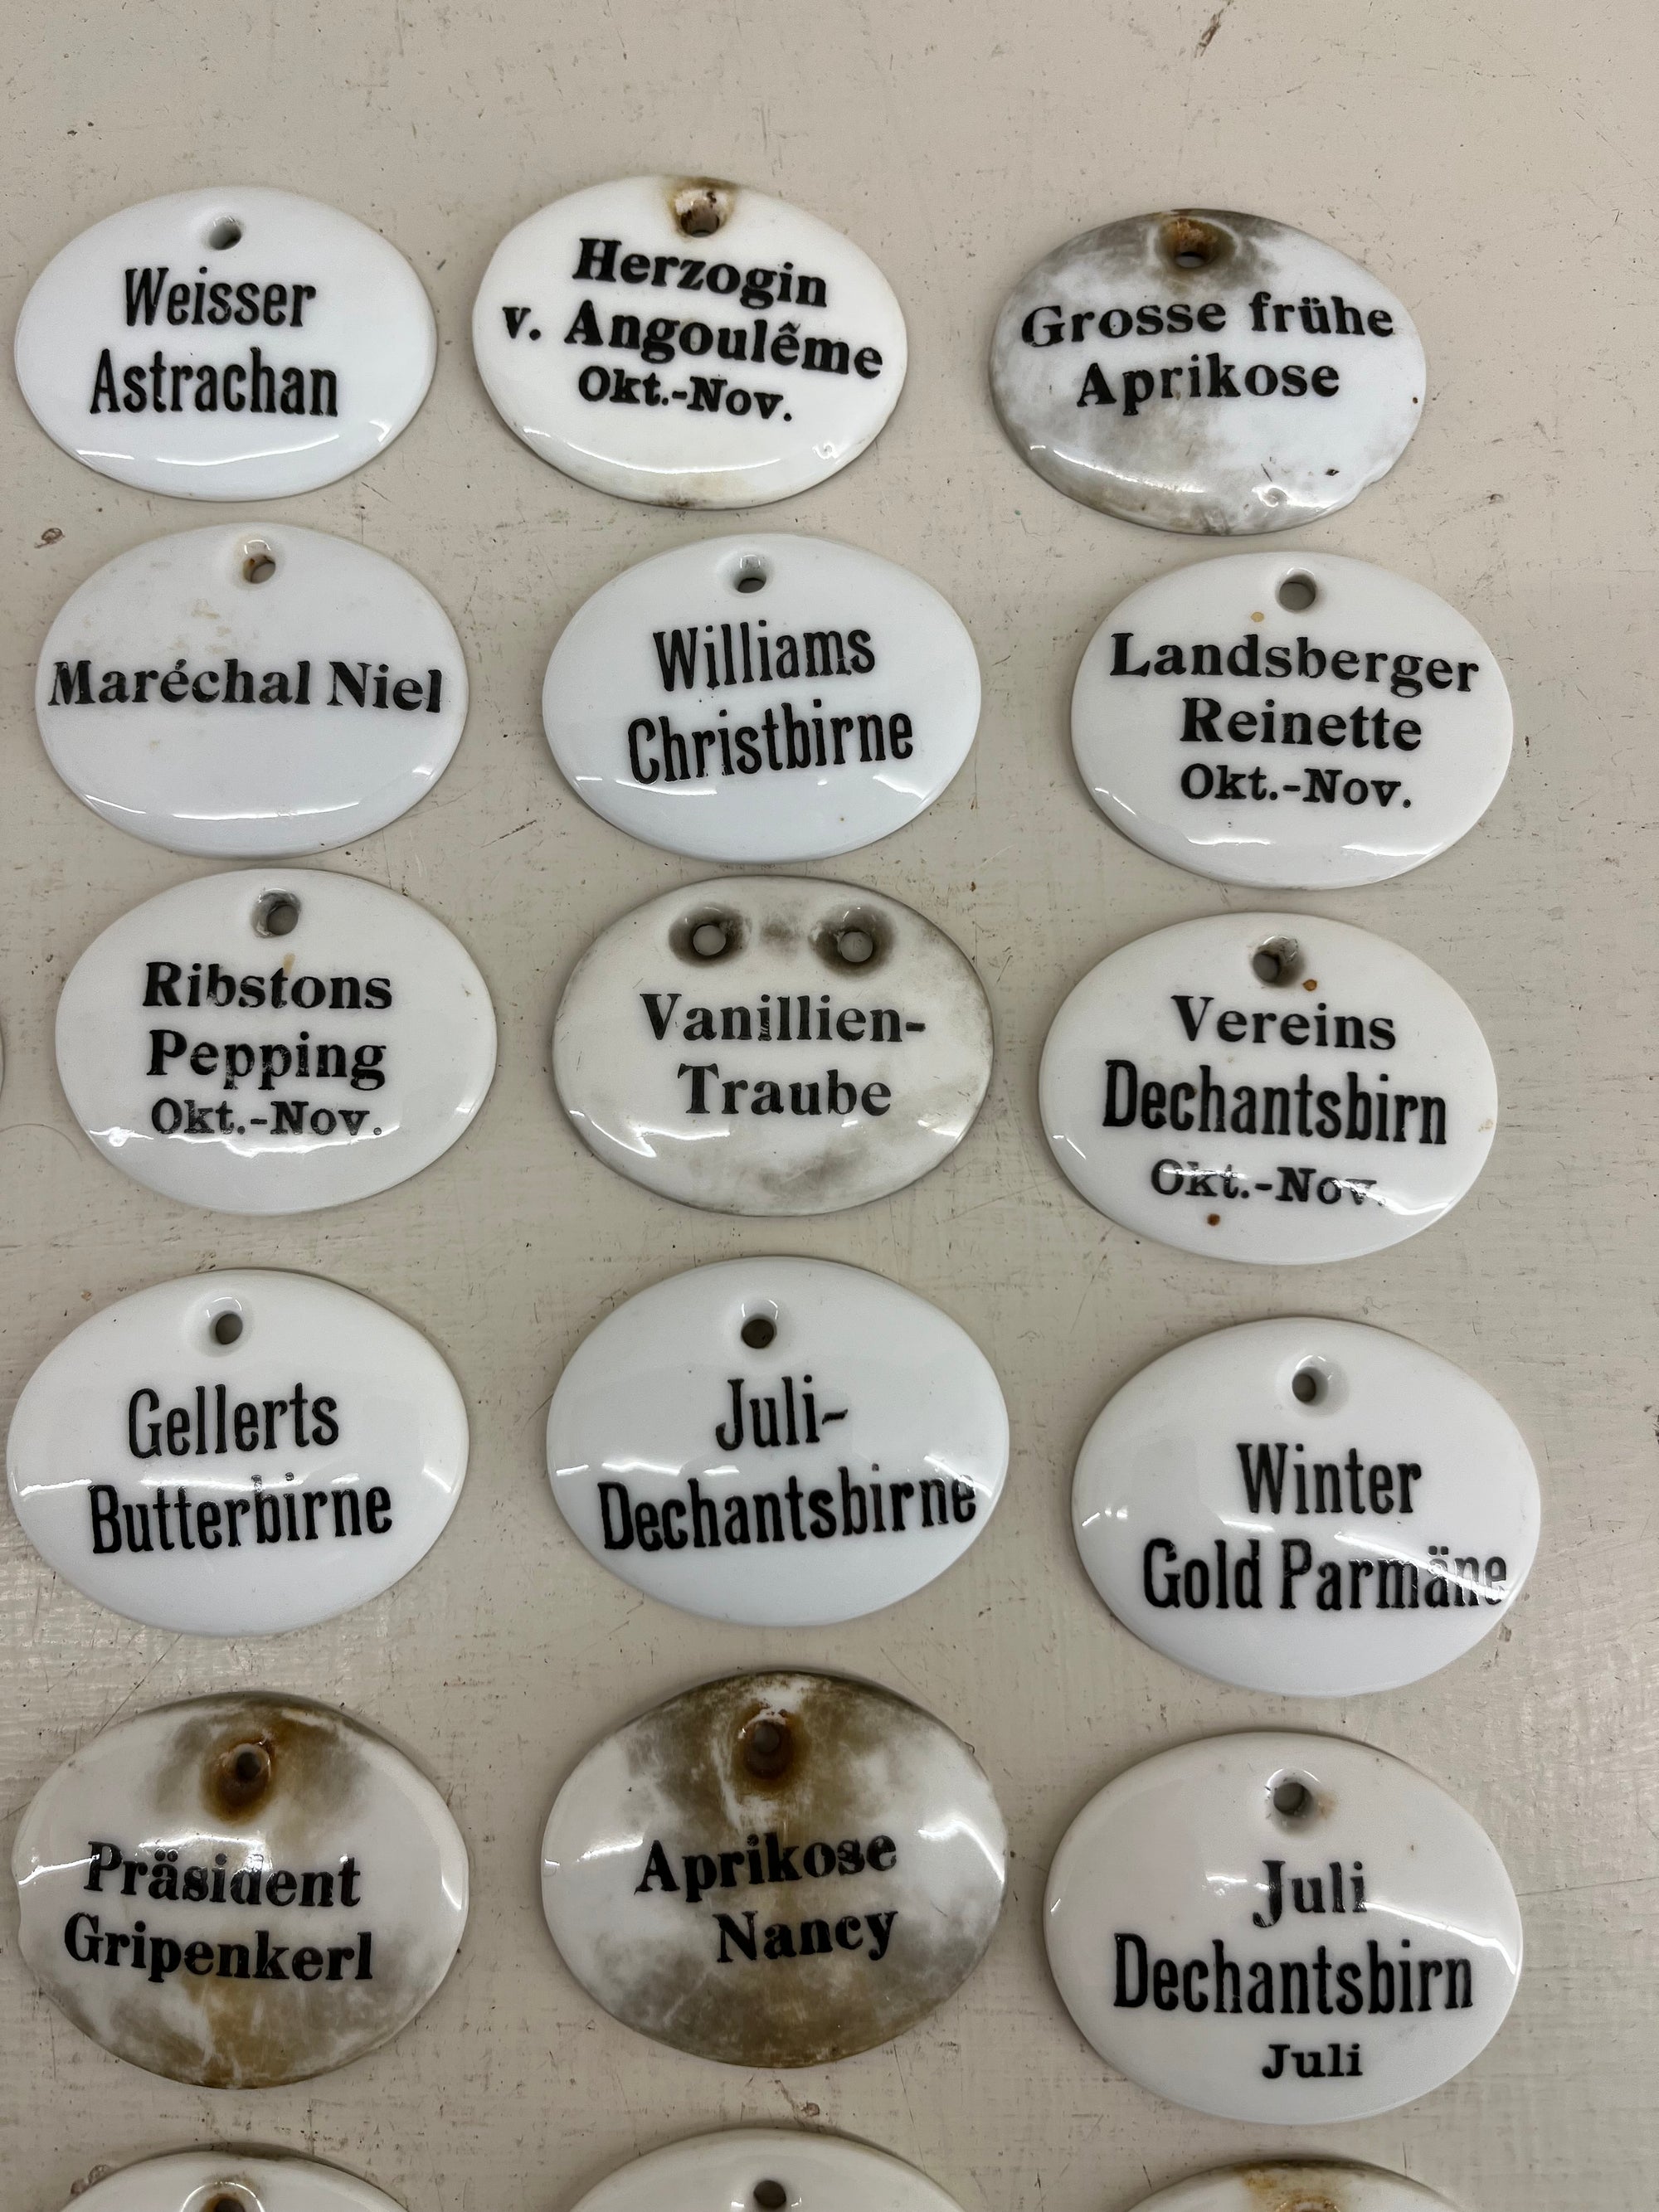 Weisser
Astrachan
Herzogin
v. Angoulême
Okt.-Nov.
Grosse frühe
Aprikose
Maréchal Niel
Williams
Christbirne
Landsberger
Reinette
Okt.-Nov.
Ribstons
Pepping
Okt.-Nov.
Vanillien-
Traube
Vereins
Dechantsbirn
Okt.-Nov.
Gellerts
Butterbirne
Juli-
Dechantsbirne
Winter
Gold Parmäne
Präsident
Gripenkerl
Aprikose
Nancy
Juli
Dechantsbirn
Juli